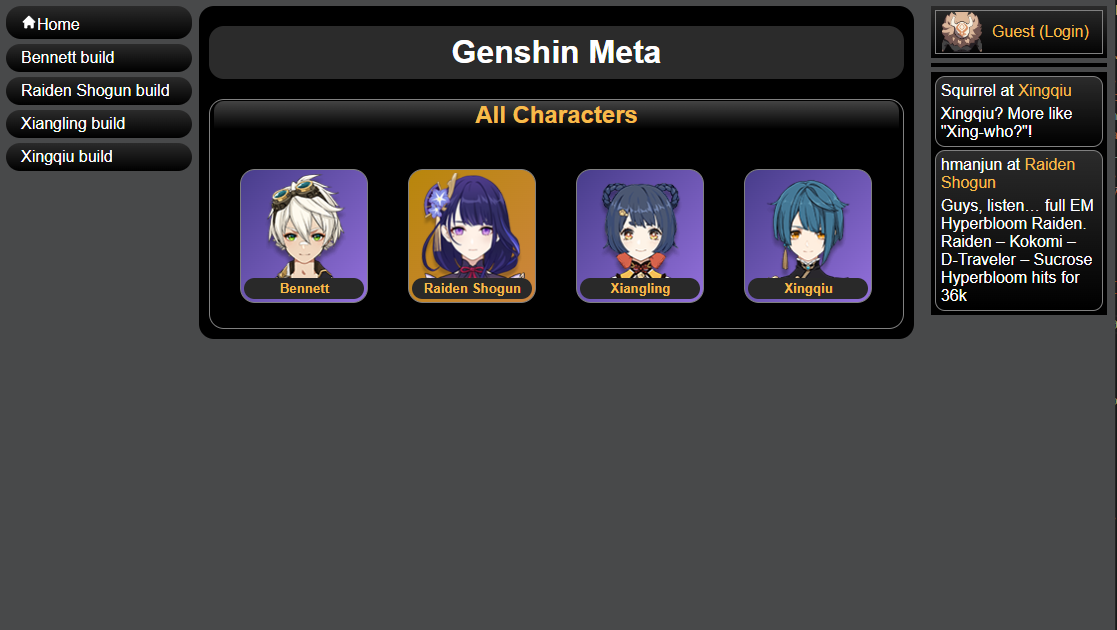 Home
Bennett build
Raiden Shogun build
Xiangling build
Xingqiu build
Genshin Meta
All Characters
Bennett
Raiden Shogun
Xiangling
Xingqiu
Guest (Login)
Squirrel at Xingqiu
Xingqiu? More like
"Xing-who?"!
hmanjun at Raiden
Shogun
Guys, listen… full EM
Hyperbloom Raiden.
Raiden – Kokomi –
D-Traveler – Sucrose
Hyperbloom hits for
36k